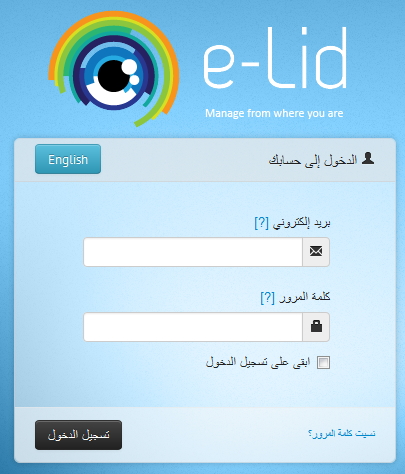 e-Lid
Manage from where you are
الدخول إلى حسابك
English
بريد إلكتروني [?]
كلمة المرور [?]
ابقى على تسجيل الدخول
نسيت كلمة المرور؟
تسجيل الدخول